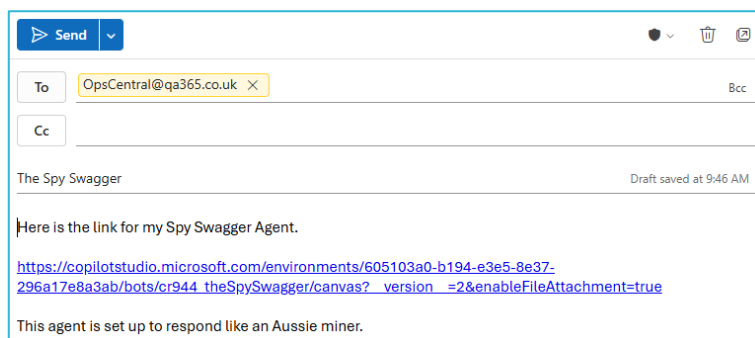 Send
To
OpsCentral@qa365.co.uk
Bcc
Cc
The Spy Swagger
Draft saved at 9:46 AM
Here is the link for my Spy Swagger Agent.
https://copilotstudio.microsoft.com/environments/605103a0-b194-e3e5-8e37-
296a17e8a3ab/bots/cr944_theSpySwagger/canvas?__version__=2&enableFileAttachment=true
This agent is set up to respond like an Aussie miner.